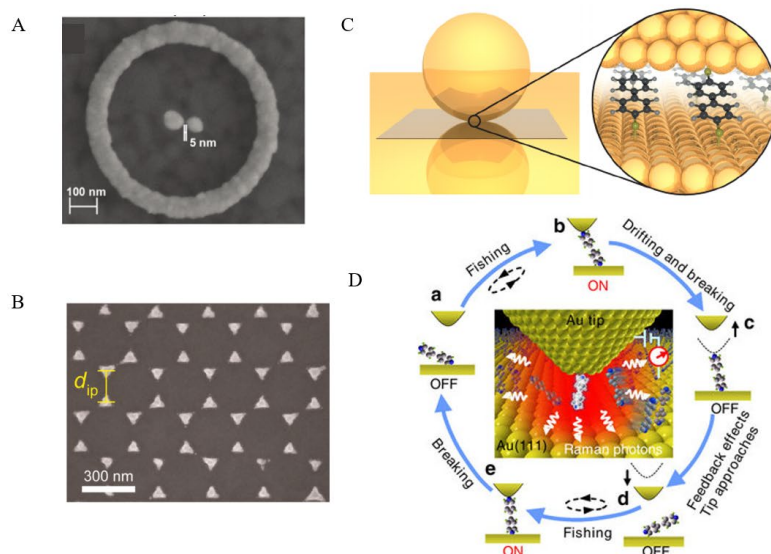 A
5 nm
100 nm
B
dip
300 nm
C
D
a
OFF
Fishing
b
ON
Drifting and breaking
c
OFF
Feedback effects
Tip approaches
d
OFF
Fishing
e
ON
Breaking
Au tip
Au(111)
Raman photons